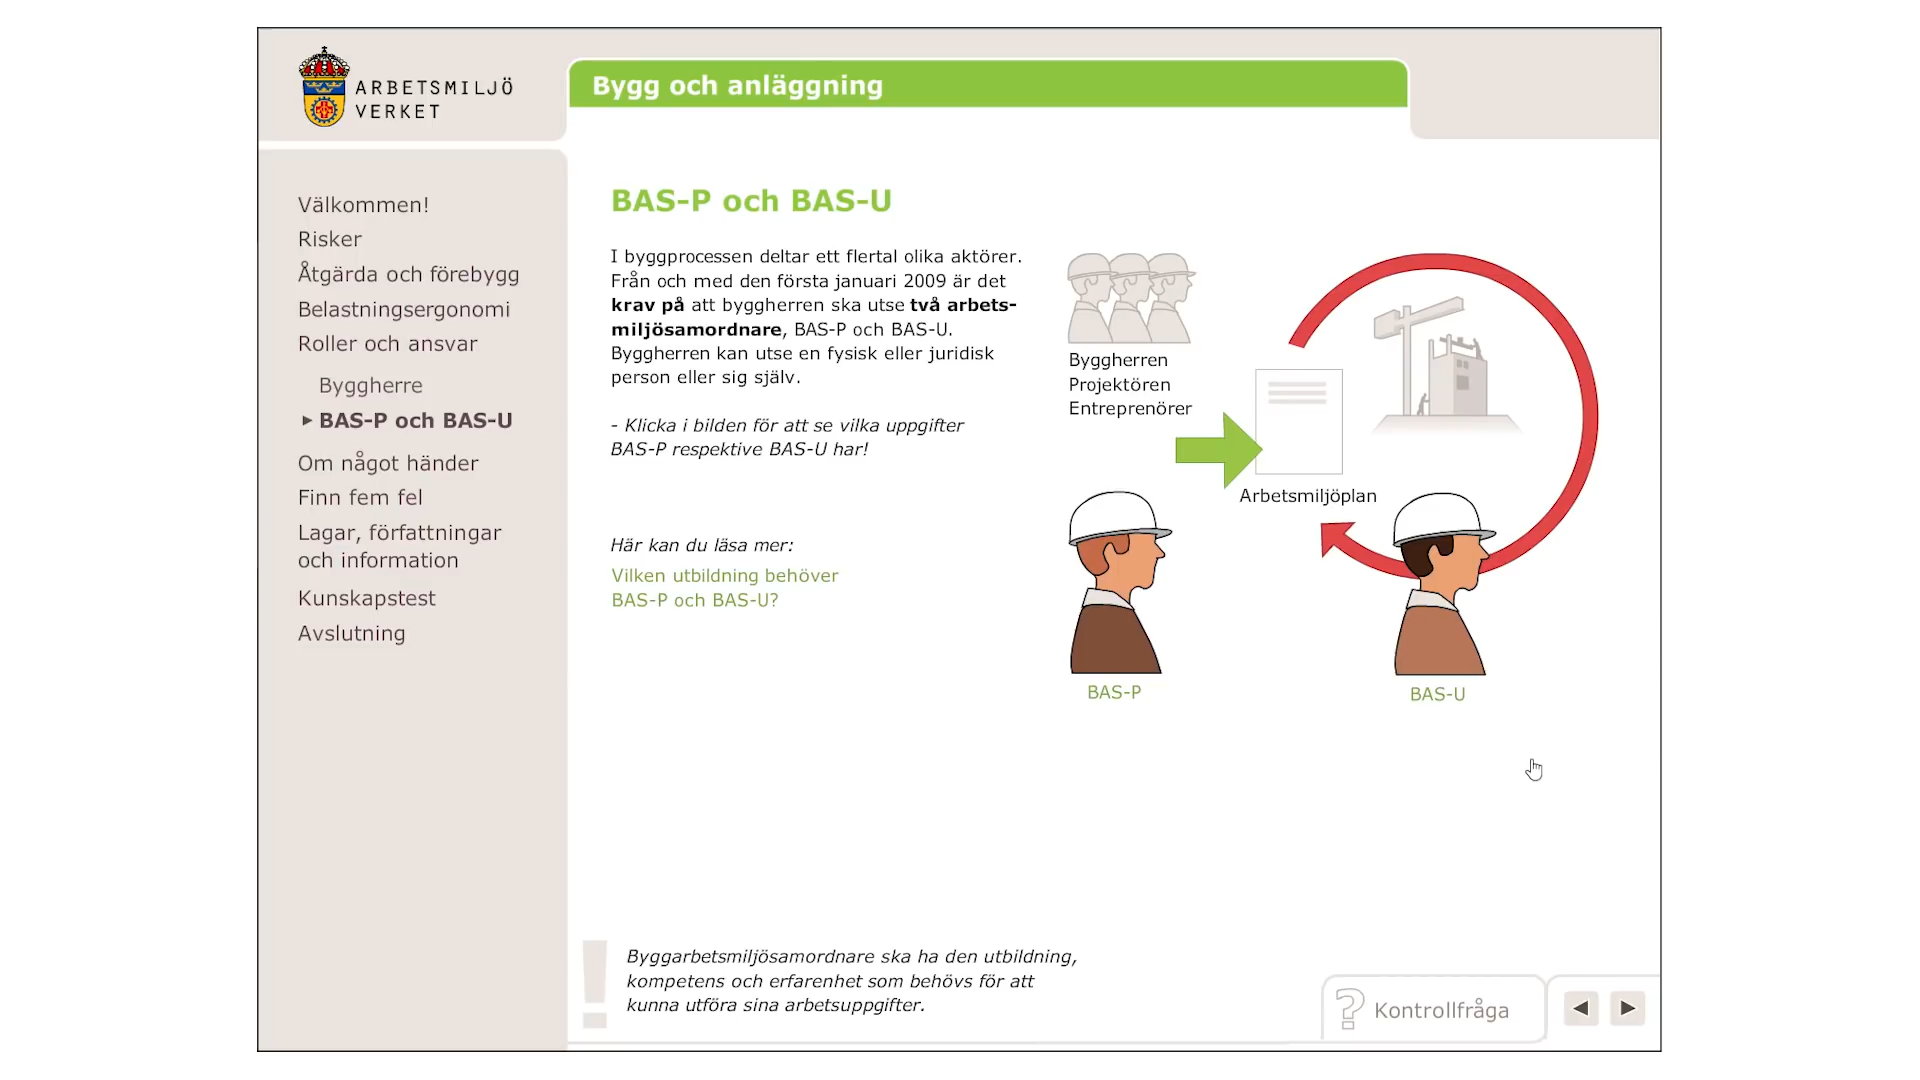 ARBETSMILJÖ
VERKET
Bygg och anläggning
Välkommen!
Risker
Åtgärda och förebygg
Belastningsergonomi
Roller och ansvar
Byggherre
BAS-P och BAS-U
Om något händer
Finn fem fel
Lagar, författningar
och information
Kunskapstest
Avslutning
BAS-P och BAS-U
I byggprocessen deltar ett flertal olika aktörer.
Från och med den första januari 2009 är det
krav på att byggherren ska utse två arbets-
miljösamordnare, BAS-P och BAS-U.
Byggherren kan utse en fysisk eller juridisk
person eller sig själv.
- Klicka i bilden för att se vilka uppgifter
BAS-P respektive BAS-U har!
Här kan du läsa mer:
Vilken utbildning behöver
BAS-P och BAS-U?
Byggherren
Projektören
Entreprenörer
Arbetsmiljöplan
BAS-P
BAS-U
! Byggarbetsmiljösamordnare ska ha den utbildning,
kompetens och erfarenhet som behövs för att
kunna utföra sina arbetsuppgifter.
? Kontrollfråga